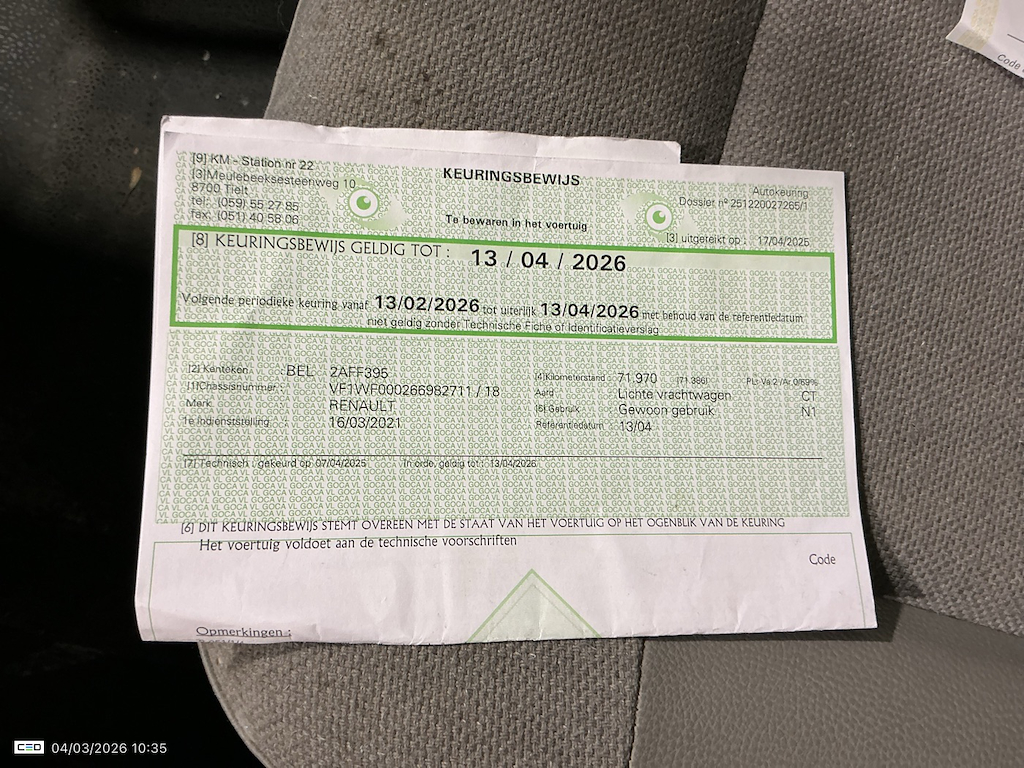 [9] KM - Station nr 22
[3] Meulebeeksesteenweg 10
8700 Tielt
tel: (059) 55 27 85
fax: (051) 40 58 06
KEURINGSBEWIJS
Te bewaren in het voertuig
Autokeuring
Dossier nº 251220027265/1
[3] uitgereikt op : 17/04/2025
[8] KEURINGSBEWIJS GELDIG TOT : 13 / 04 / 2026
Volgende periodieke keuring vanaf 13/02/2026 tot uiterlijk 13/04/2026 met behoud van de referentiedatum
niet geldig zonder Technische Fiche of Identificatieverslag
[2] Kenteken : BEL 2AFF395
[1] Chassisnummer : VF1WF000266982711 / 18
Merk RENAULT
1e Indienststelling : 16/03/2021
[4] Kilometerstand : 71.970 (71.386) 
Aard : Lichte vrachtwagen CT
[5] Gebruik : Gewoon gebruik N1
Referentiedatum : 13/04
[7] Technisch : gekeurd op 07/04/2025 In orde, geldig tot : 13/04/2026
[6] DIT KEURINGSBEWIJS STEMT OVEREEN MET DE STAAT VAN HET VOERTUIG OP HET OGENBLIK VAN DE KEURING
Het voertuig voldoet aan de technische voorschriften
Code
Opmerkingen :
Code
CEO 04/03/2026 10:35